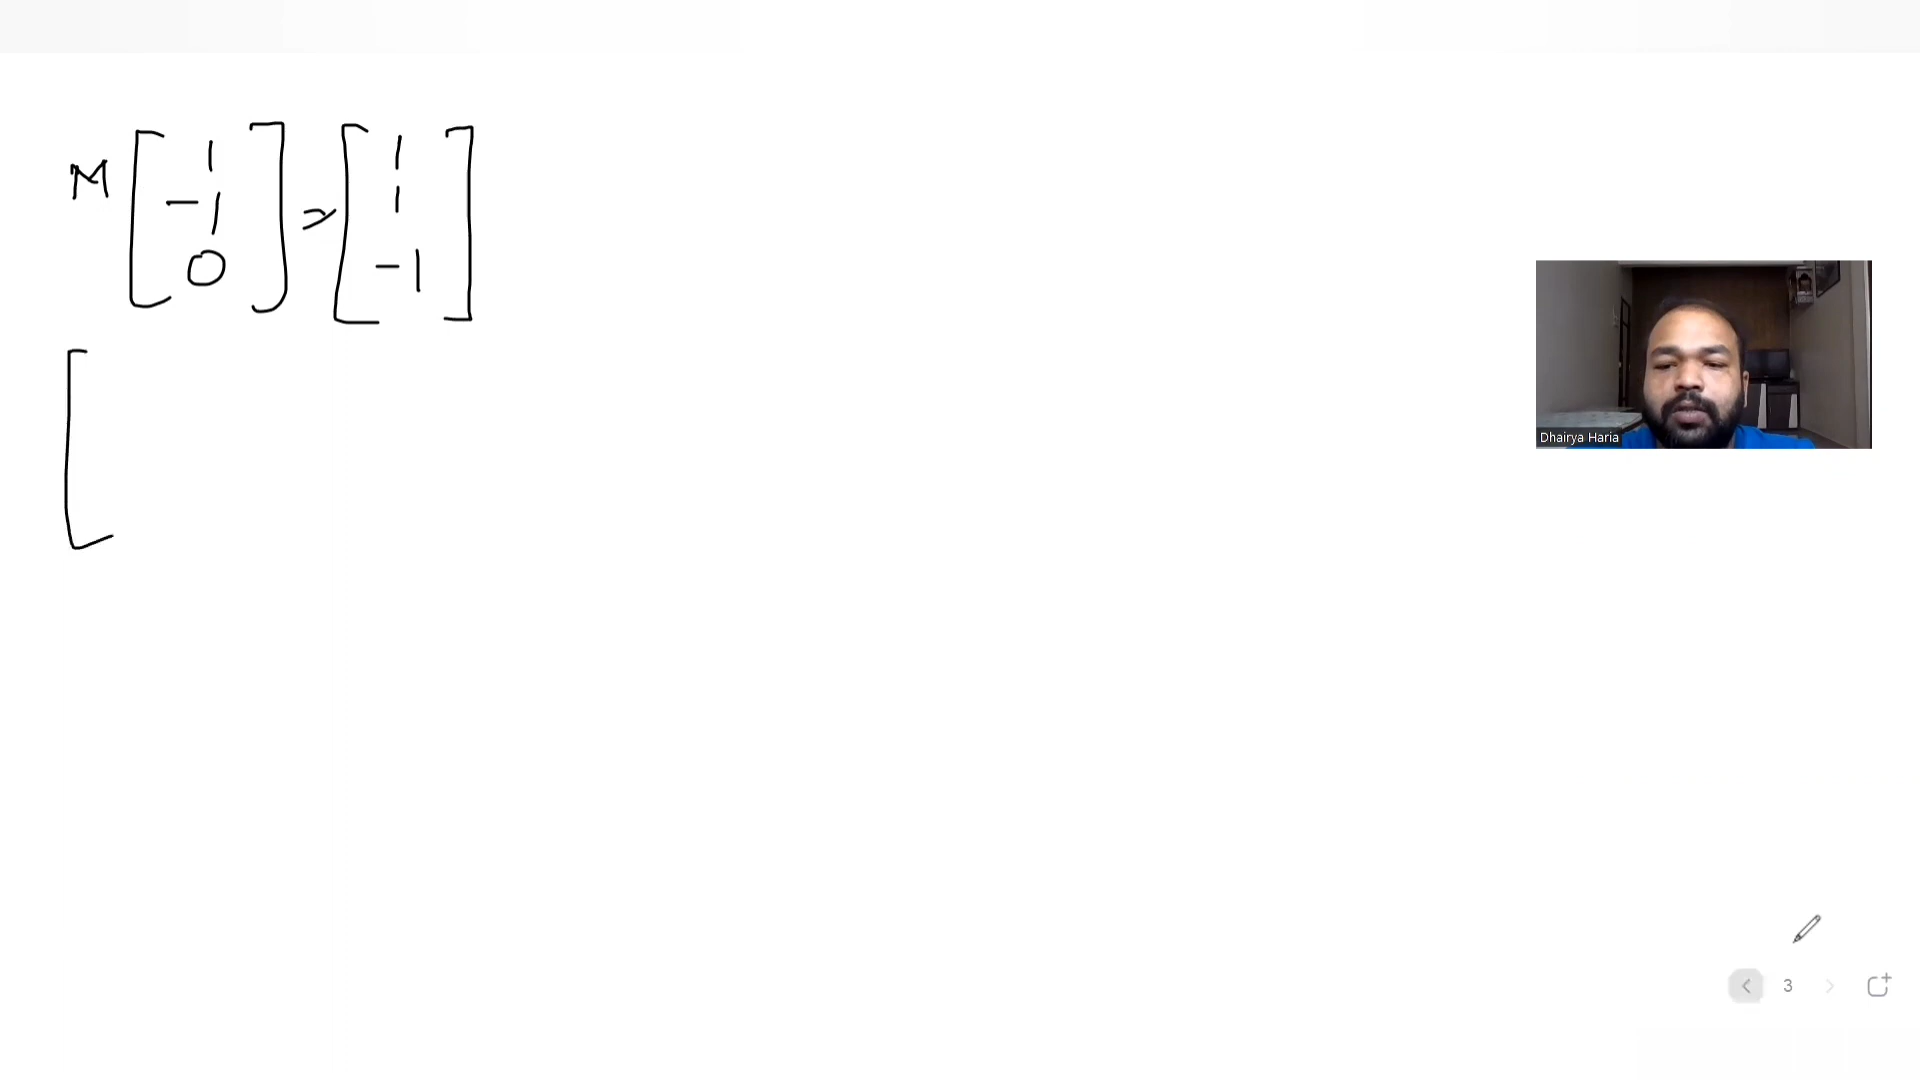 M [ 1 ] = [ 1 ]
[ -1 ] [ 1 ]
[ 0 ] [ -1 ]
[
Dhairya Haria
3